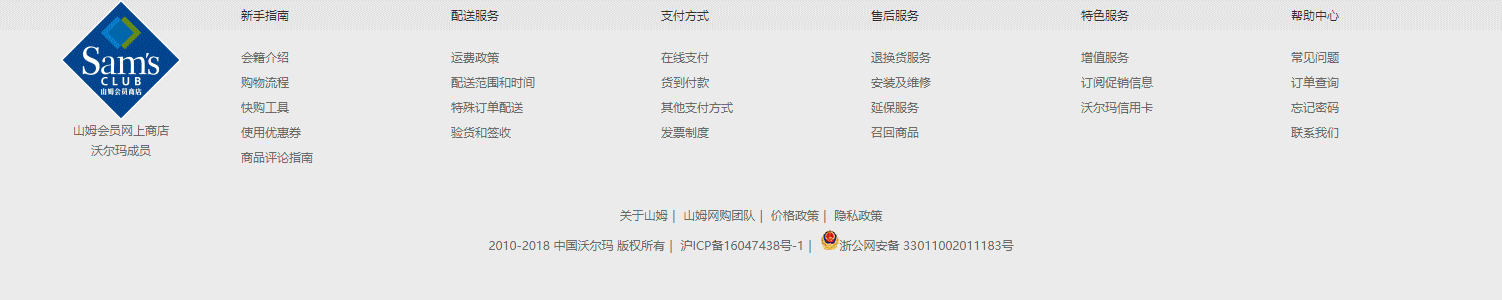 新手指南 配送服务 支付方式 售后服务 特色服务 帮助中心
Sam's
CLUB
山姆会员商店
会籍介绍 运费政策 在线支付 退换货服务 增值服务 常见问题
购物流程 配送范围和时间 货到付款 安装及维修 订阅促销信息 订单查询
快购工具 特殊订单配送 其他支付方式 延保服务 沃尔玛信用卡 忘记密码
山姆会员网上商店 使用优惠券 验货和签收 发票制度 召回商品 联系我们
沃尔玛成员 商品评论指南
关于山姆 | 山姆网购团队 | 价格政策 | 隐私政策
2010-2018 中国沃尔玛 版权所有 | 沪ICP备16047438号-1 | 浙公网安备 33011002011183号